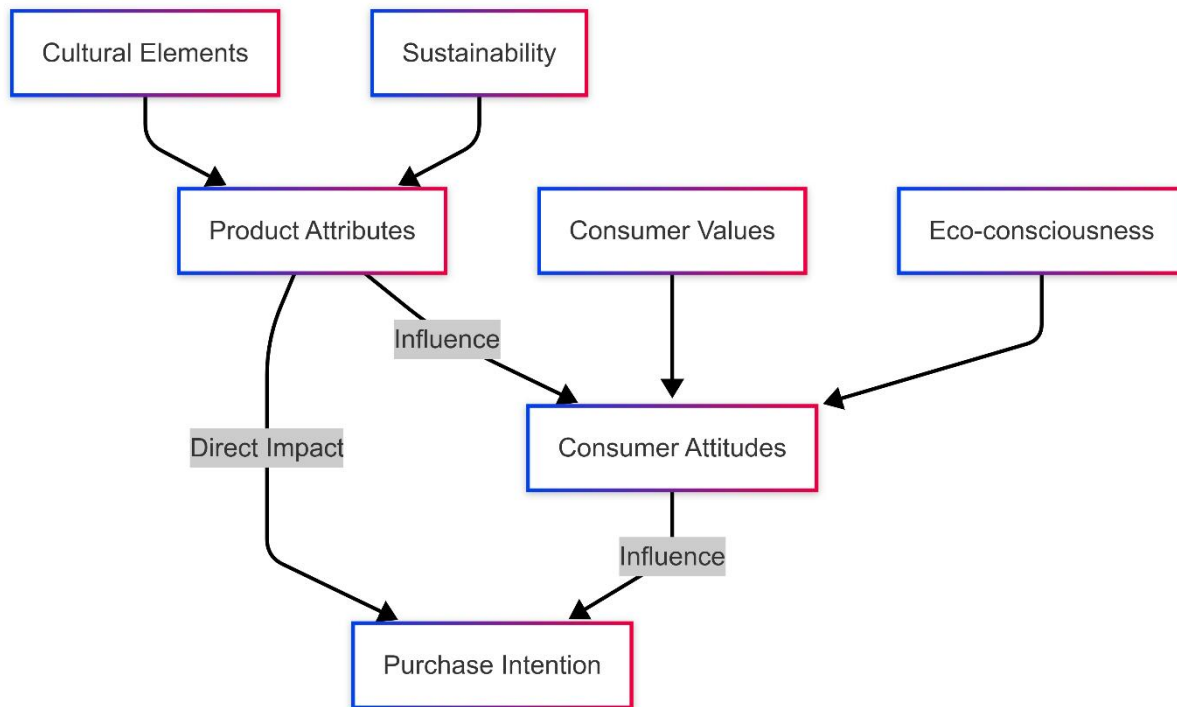 Cultural Elements
Sustainability
Product Attributes
Consumer Values
Eco-consciousness
Influence
Direct Impact
Consumer Attitudes
Influence
Purchase Intention